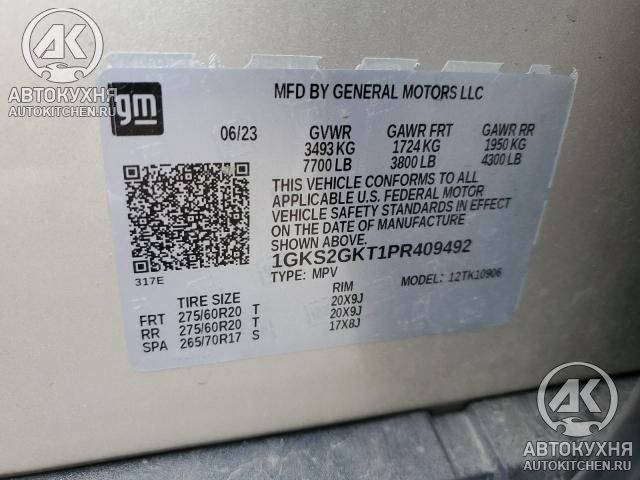 АВТОКУХНЯ
AUTOKITCHEN.RU
gm
MFD BY GENERAL MOTORS LLC
06/23 GVWR GAWR FRT GAWR RR
3493 KG 1724 KG 1950 KG
7700 LB 3800 LB 4300 LB
THIS VEHICLE CONFORMS TO ALL
APPLICABLE U.S. FEDERAL MOTOR
VEHICLE SAFETY STANDARDS IN EFFECT
ON THE DATE OF MANUFACTURE
SHOWN ABOVE.
1GKS2GKT1PR409492
317E TYPE: MPV MODEL: 12TK10906
TIRE SIZE RIM
FRT 275/60R20 T 20X9J
RR 275/60R20 T 20X9J
SPA 265/70R17 S 17X8J
АК
АВТОКУХНЯ
AUTOKITCHEN.RU